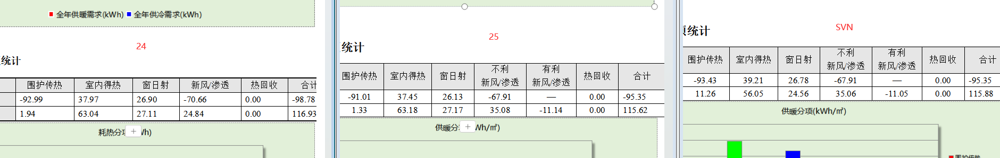 全年供暖需求(kWh) 全年供冷需求(kWh)
24
统计
围护传热 室内得热 窗日射 新风/渗透 热回收 合计
-92.99 37.97 26.90 -70.66 0.00 -98.78
1.94 63.04 27.11 24.84 0.00 116.93
耗热分 Wh)
25
统计
围护传热 室内得热 窗日射 不利 新风/渗透 有利 新风/渗透 热回收 合计
-91.01 37.45 26.13 -67.91 — 0.00 -95.35
1.33 63.18 27.17 35.08 -11.14 0.00 115.62
供暖分 Wh/㎡)
SVN
统计
围护传热 室内得热 窗日射 不利 新风/渗透 有利 新风/渗透 热回收 合计
-93.43 39.21 26.78 -67.91 — 0.00 -95.35
11.26 56.05 24.56 35.06 -11.05 0.00 115.88
供暖分项(kWh/㎡)